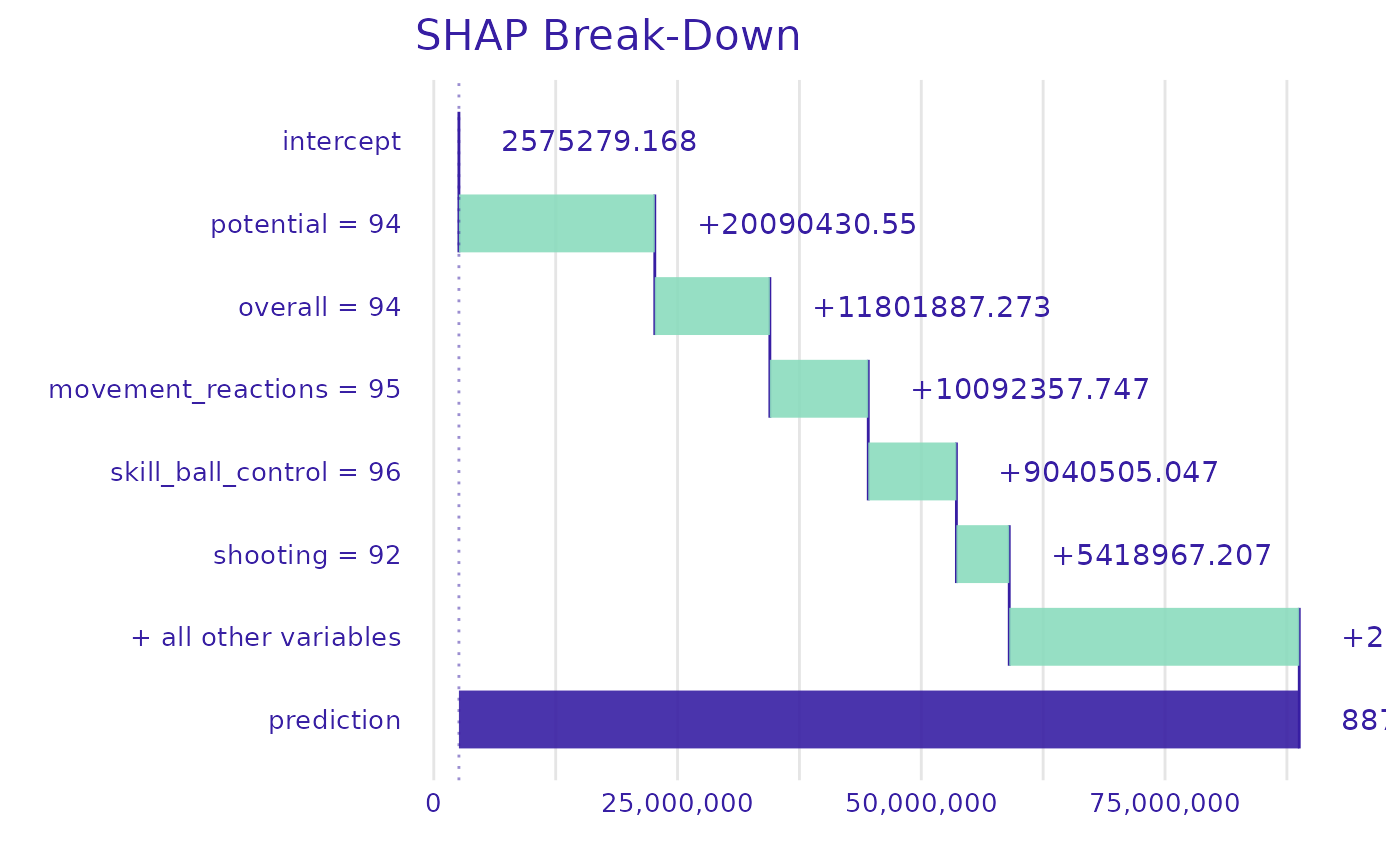 SHAP Break-Down
intercept 2575279.168
potential = 94 +20090430.55
overall = 94 +11801887.273
movement_reactions = 95 +10092357.747
skill_ball_control = 96 +9040505.047
shooting = 92 +5418967.207
+ all other variables +2
prediction 887
0 25,000,000 50,000,000 75,000,000